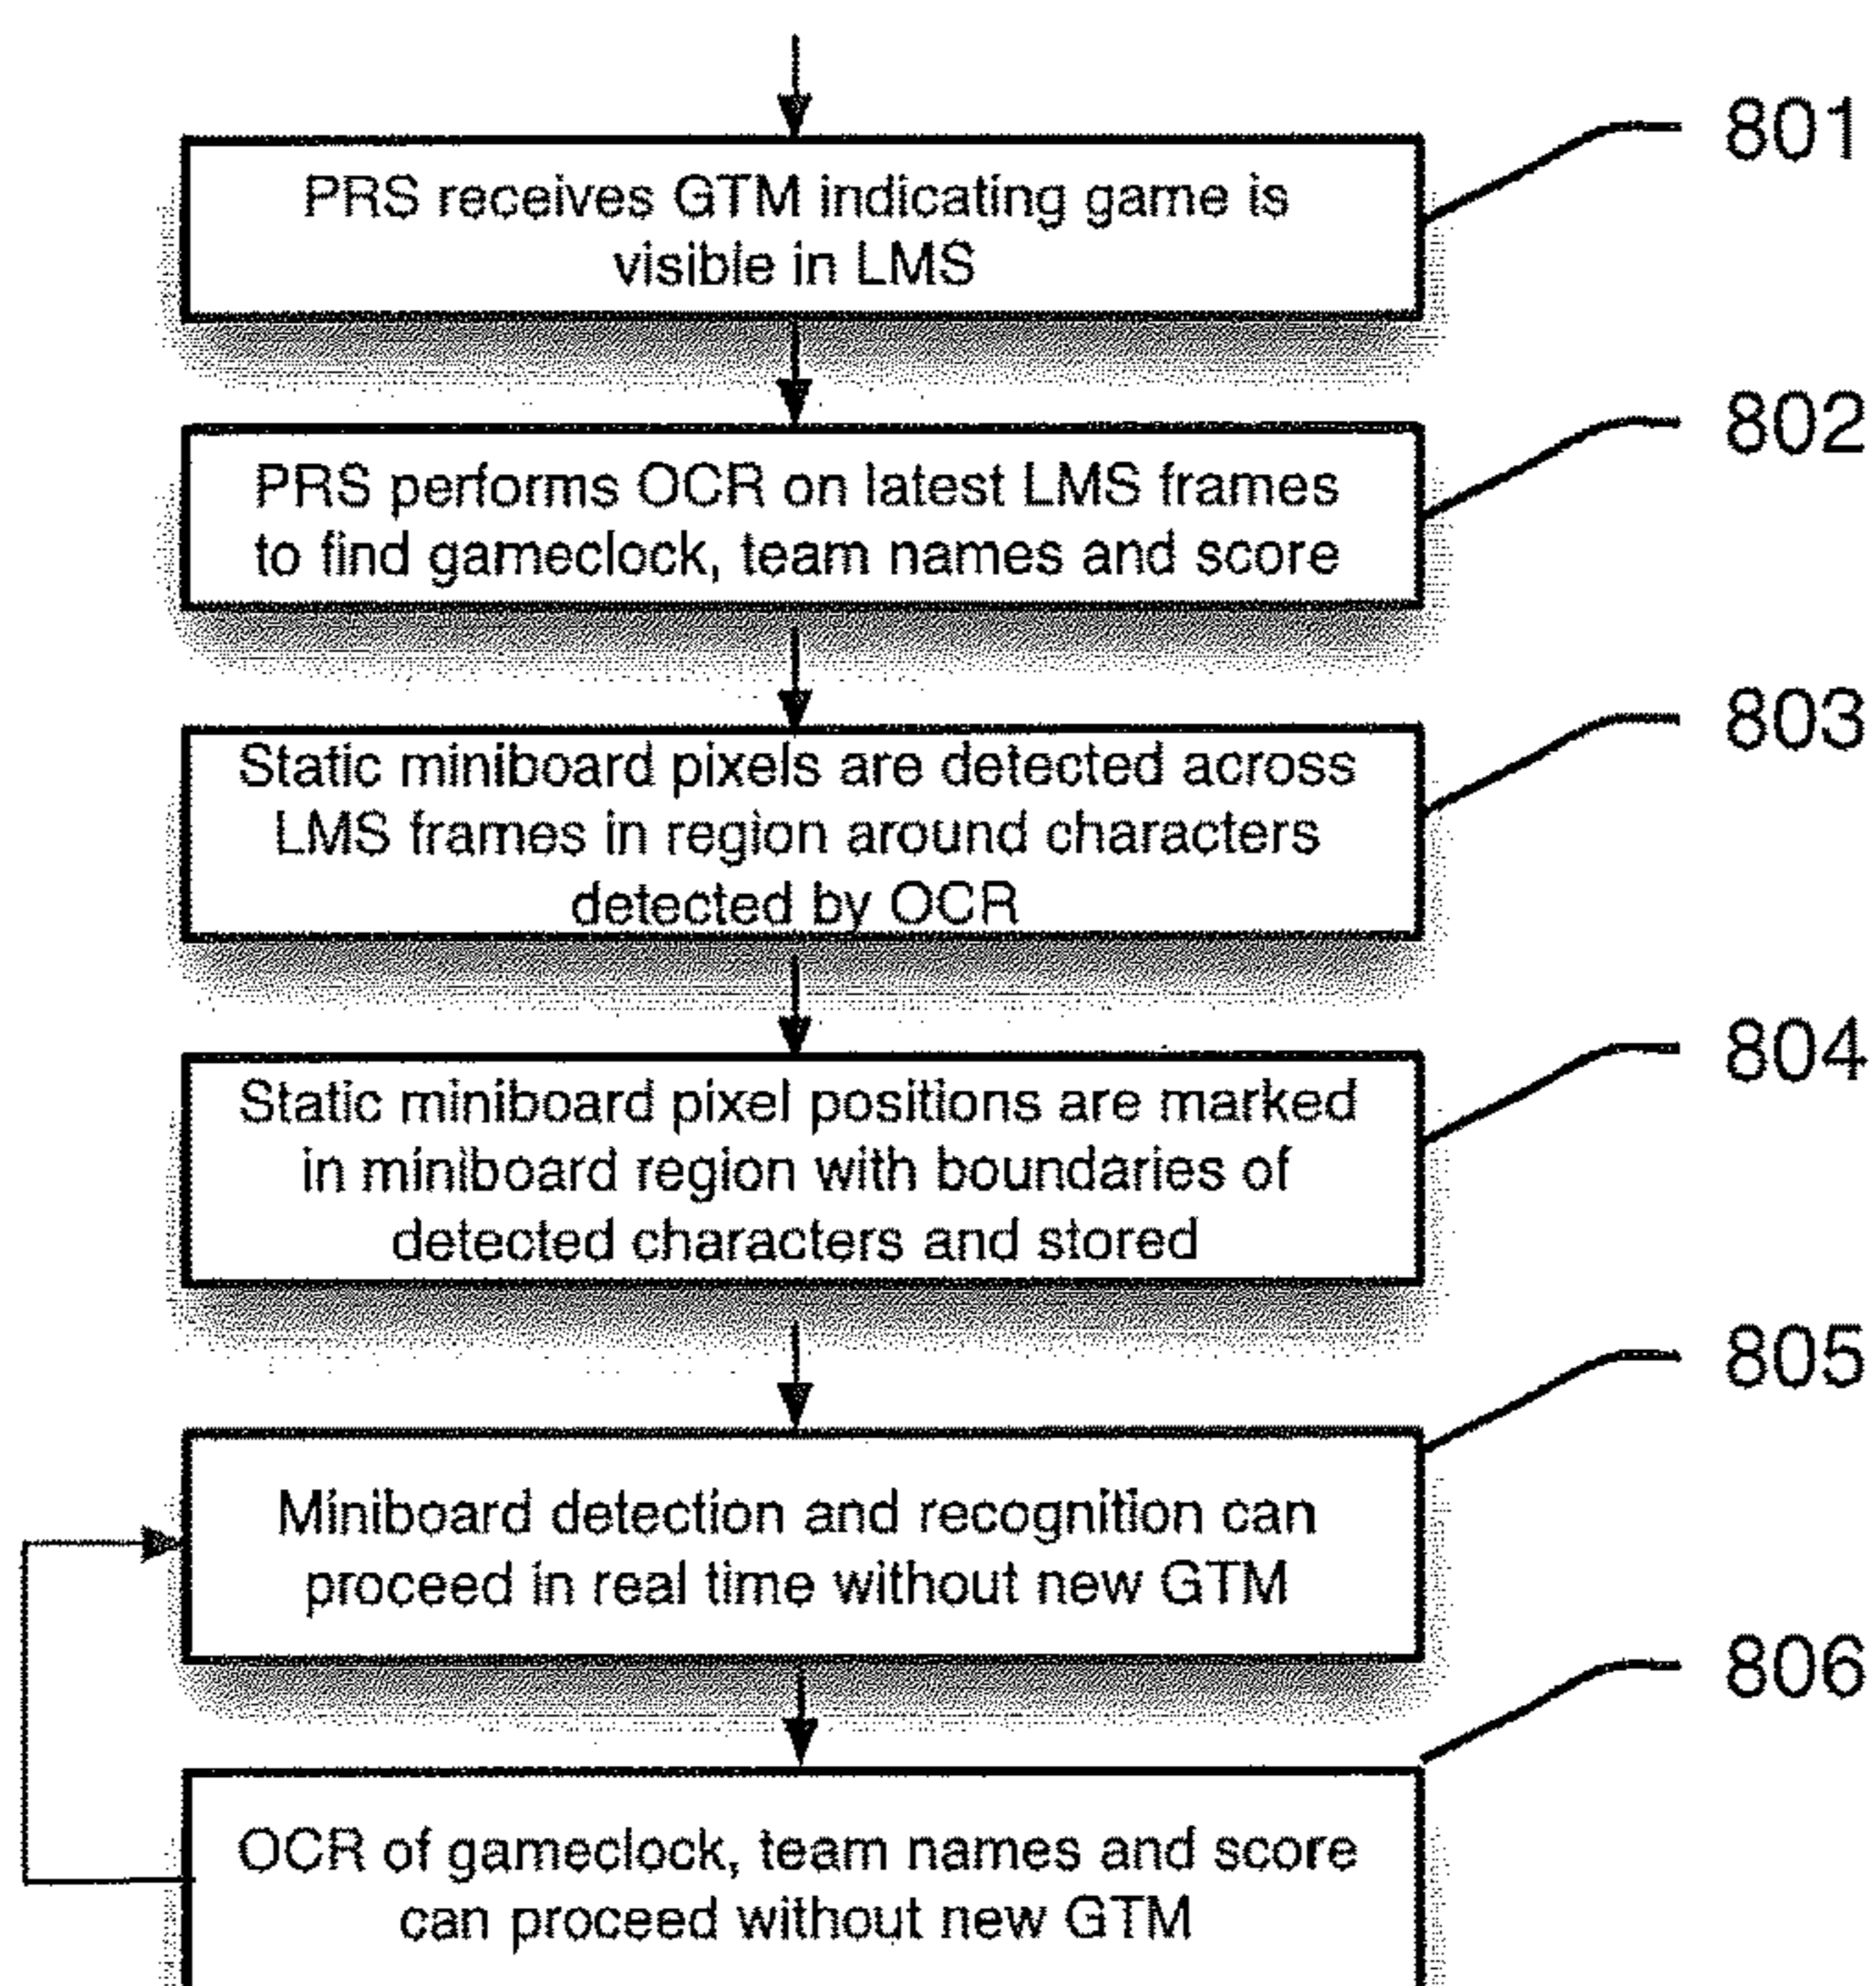 801
PRS receives GTM indicating game is
visible in LMS
802
PRS performs OCR on latest LMS frames
to find gameclock, team names and score
803
Static miniboard pixels are detected across
LMS frames in region around characters
detected by OCR
804
Static miniboard pixel positions are marked
in miniboard region with boundaries of
detected characters and stored
805
Miniboard detection and recognition can
proceed in real time without new GTM
806
OCR of gameclock, team names and score
can proceed without new GTM